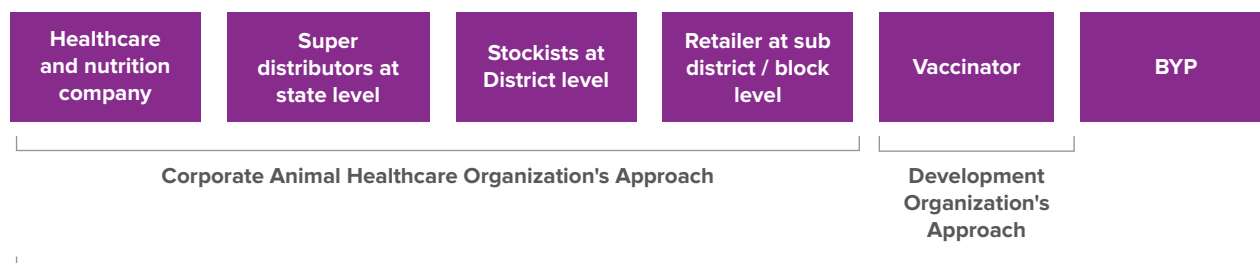 Healthcare
and nutrition
company
Super
distributors at
state level
Stockists at
District level
Retailer at sub
district / block
level
Vaccinator
BYP
Corporate Animal Healthcare Organization's Approach
Development
Organization's
Approach